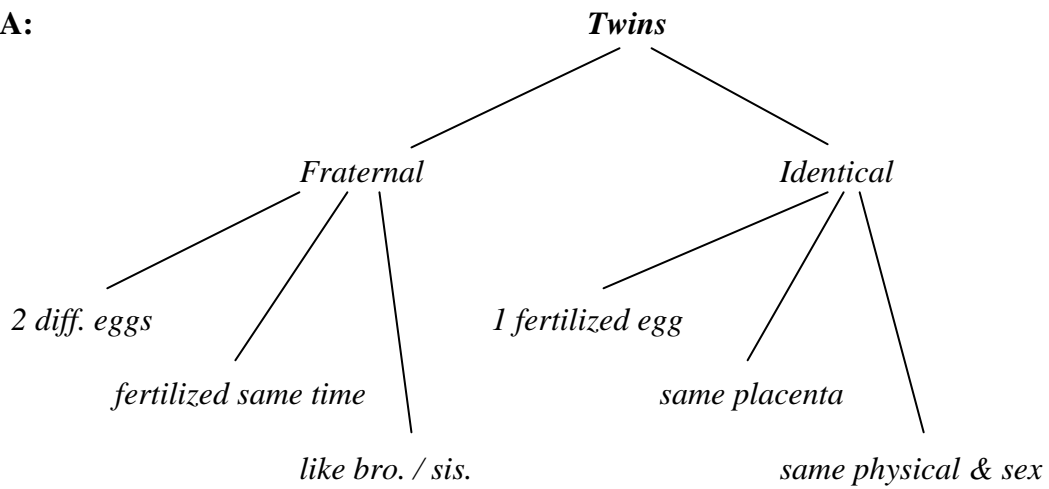 A: Twins
Fraternal Identical
2 diff. eggs 1 fertilized egg
fertilized same time same placenta
like bro. / sis. same physical & sex